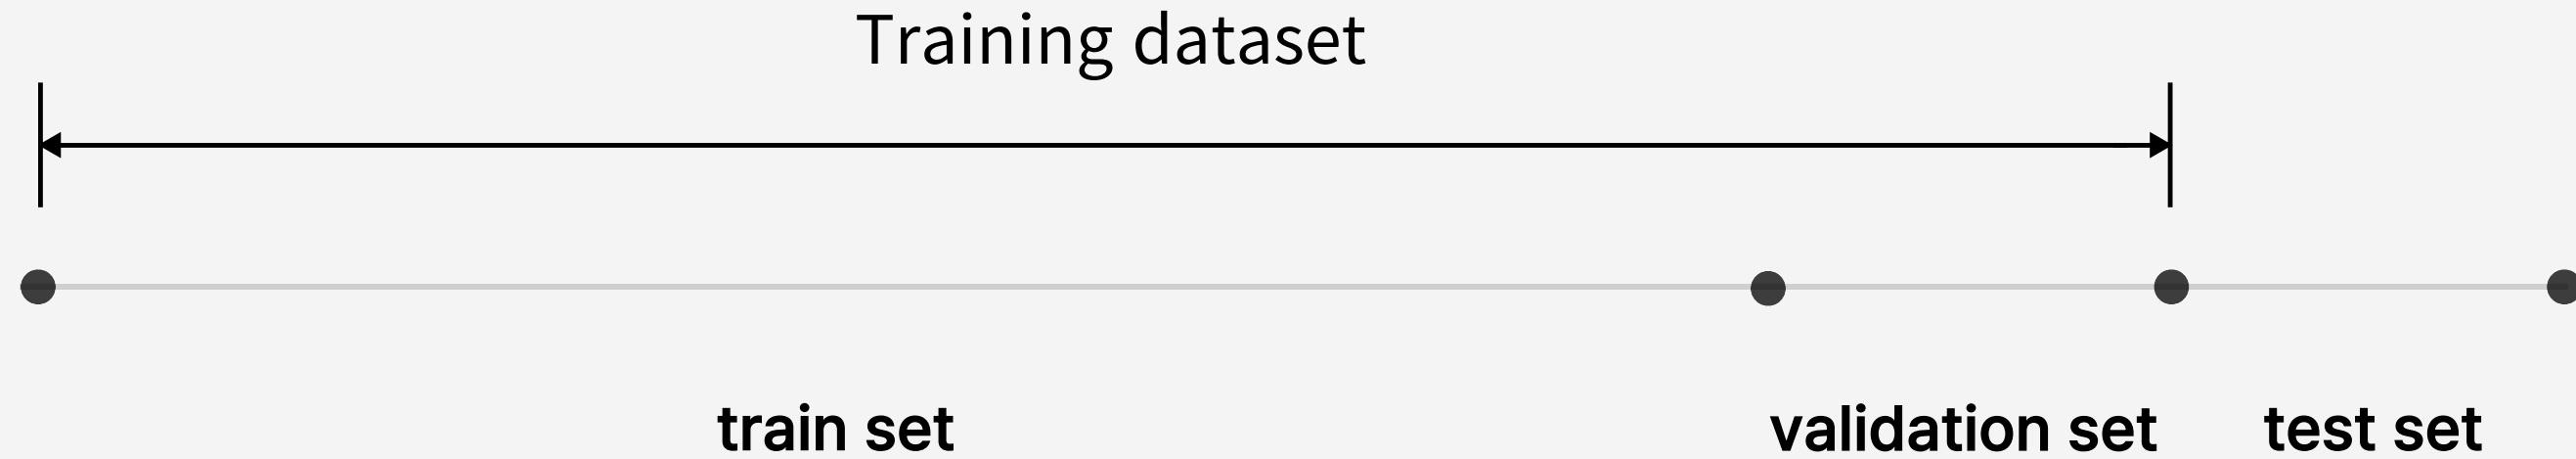 Training dataset
train set validation set test set